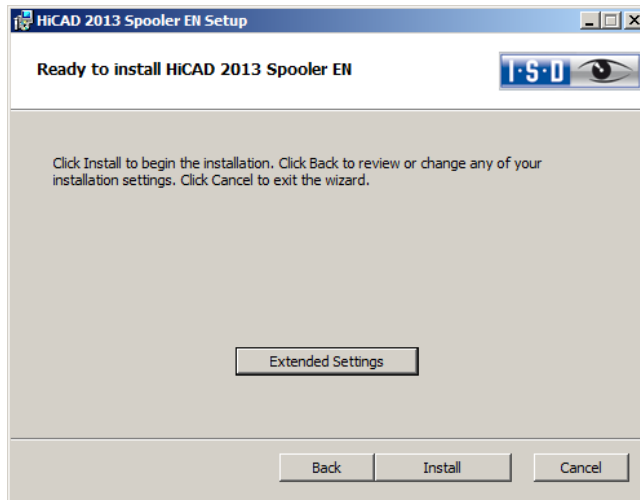 HiCAD 2013 Spooler EN Setup
Ready to install HiCAD 2013 Spooler EN
I·S·D
Click Install to begin the installation. Click Back to review or change any of your
installation settings. Click Cancel to exit the wizard.
Extended Settings
Back
Install
Cancel